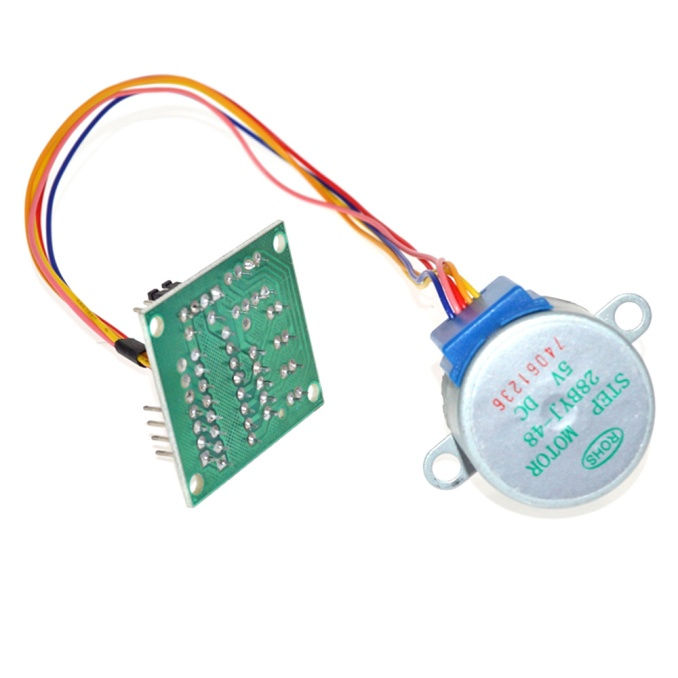 STEP MOTOR
28BYJ-48
5V DC
74061236
ROHS